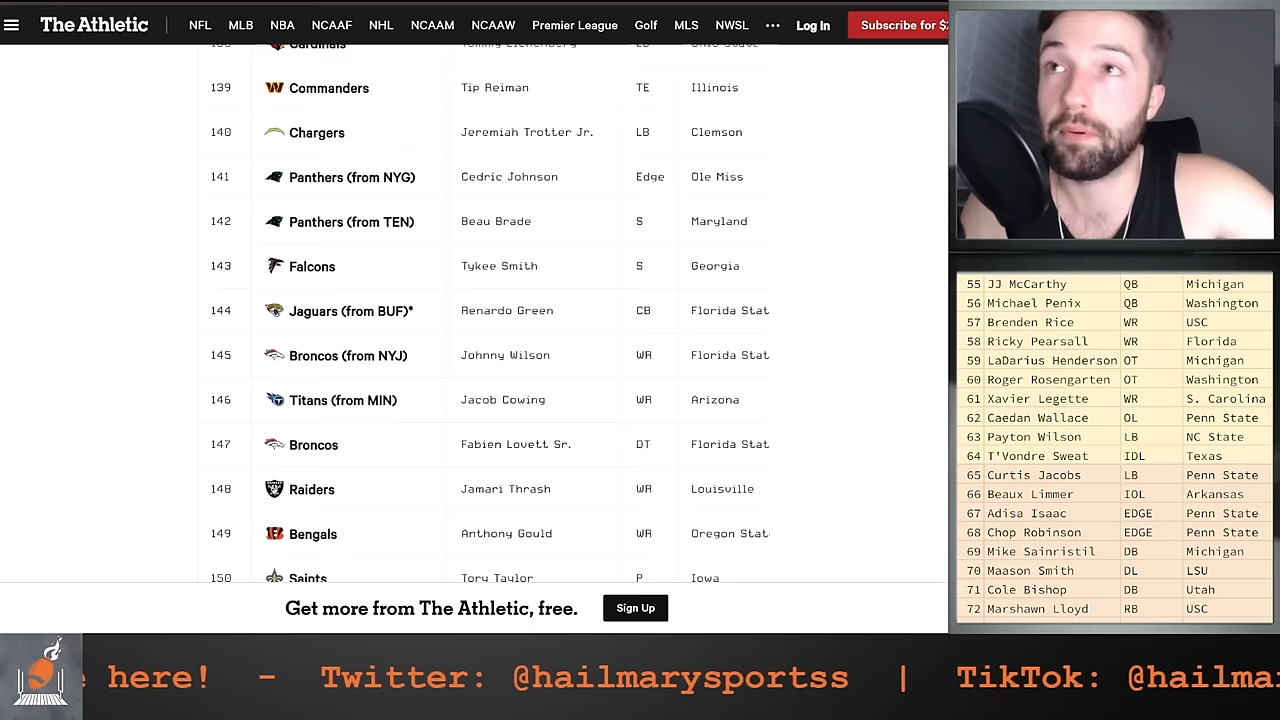 The Athletic NFL MLB NBA NCAAF NHL NCAAM NCAAW Premier League Golf MLS NWSL ••• Log In Subscribe for $2
Cardinals Tommy Eichenberg LB Ohio State
139 Commanders Tip Reiman TE Illinois
140 Chargers Jeremiah Trotter Jr. LB Clemson
141 Panthers (from NYG) Cedric Johnson Edge Ole Miss
142 Panthers (from TEN) Beau Brade S Maryland
143 Falcons Tykee Smith S Georgia
144 Jaguars (from BUF)* Renardo Green CB Florida Stat
145 Broncos (from NYJ) Johnny Wilson WR Florida Stat
146 Titans (from MIN) Jacob Cowing WR Arizona
147 Broncos Fabien Lovett Sr. DT Florida Stat
148 Raiders Jamari Thrash WR Louisville
149 Bengals Anthony Gould WR Oregon Stat
150 Saints Tory Taylor P Iowa
Get more from The Athletic, free. Sign Up
55 JJ McCarthy QB Michigan
56 Michael Penix QB Washington
57 Brenden Rice WR USC
58 Ricky Pearsall WR Florida
59 LaDarius Henderson OT Michigan
60 Roger Rosengarten OT Washington
61 Xavier Legette WR S. Carolina
62 Caedan Wallace OL Penn State
63 Payton Wilson LB NC State
64 T'Vondre Sweat IDL Texas
65 Curtis Jacobs LB Penn State
66 Beaux Limmer IOL Arkansas
67 Adisa Isaac EDGE Penn State
68 Chop Robinson EDGE Penn State
69 Mike Sainristil DB Michigan
70 Maason Smith DL LSU
71 Cole Bishop DB Utah
72 Marshawn Lloyd RB USC
e here! - Twitter: @hailmarysportss | TikTok: @hailma